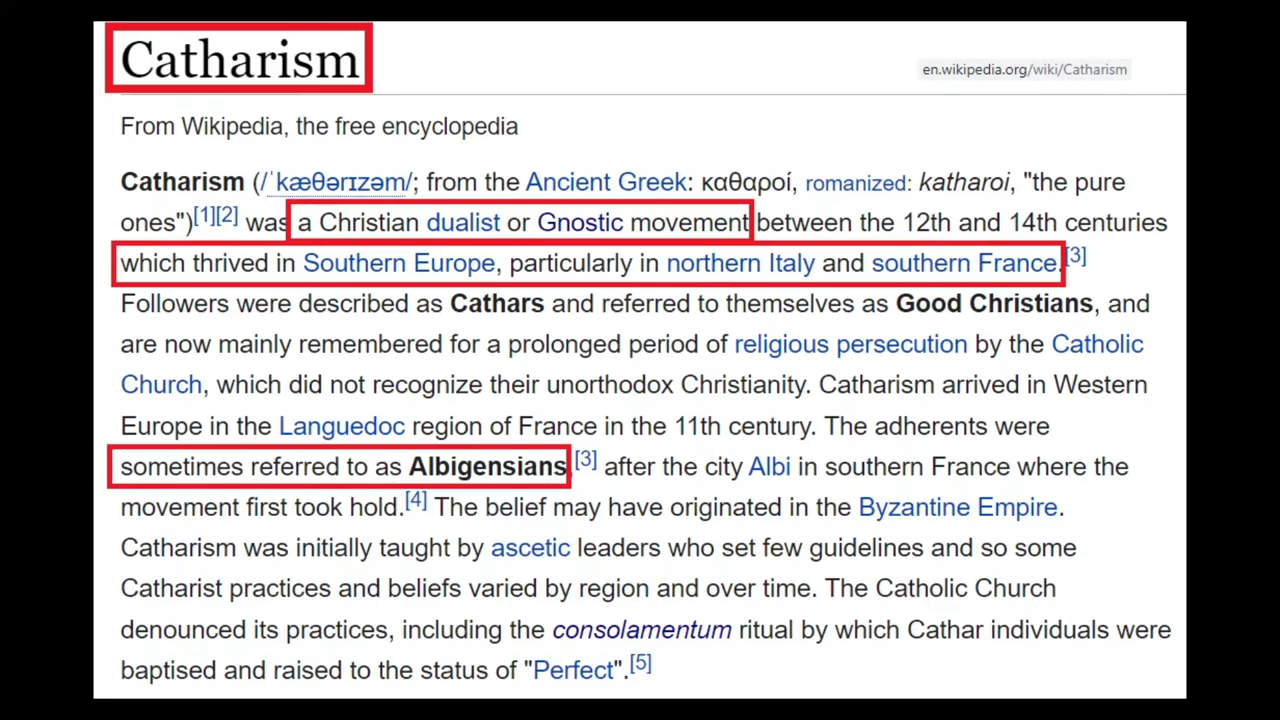 Catharism
en.wikipedia.org/wiki/Catharism
From Wikipedia, the free encyclopedia
Catharism (/ˈkæθərɪzəm/; from the Ancient Greek: καθαροί, romanized: katharoi, "the pure
ones")[1][2] was a Christian dualist or Gnostic movement between the 12th and 14th centuries
which thrived in Southern Europe, particularly in northern Italy and southern France.[3]
Followers were described as Cathars and referred to themselves as Good Christians, and
are now mainly remembered for a prolonged period of religious persecution by the Catholic
Church, which did not recognize their unorthodox Christianity. Catharism arrived in Western
Europe in the Languedoc region of France in the 11th century. The adherents were
sometimes referred to as Albigensians,[3] after the city Albi in southern France where the
movement first took hold.[4] The belief may have originated in the Byzantine Empire.
Catharism was initially taught by ascetic leaders who set few guidelines and so some
Catharist practices and beliefs varied by region and over time. The Catholic Church
denounced its practices, including the consolamentum ritual by which Cathar individuals were
baptised and raised to the status of "Perfect".[5]